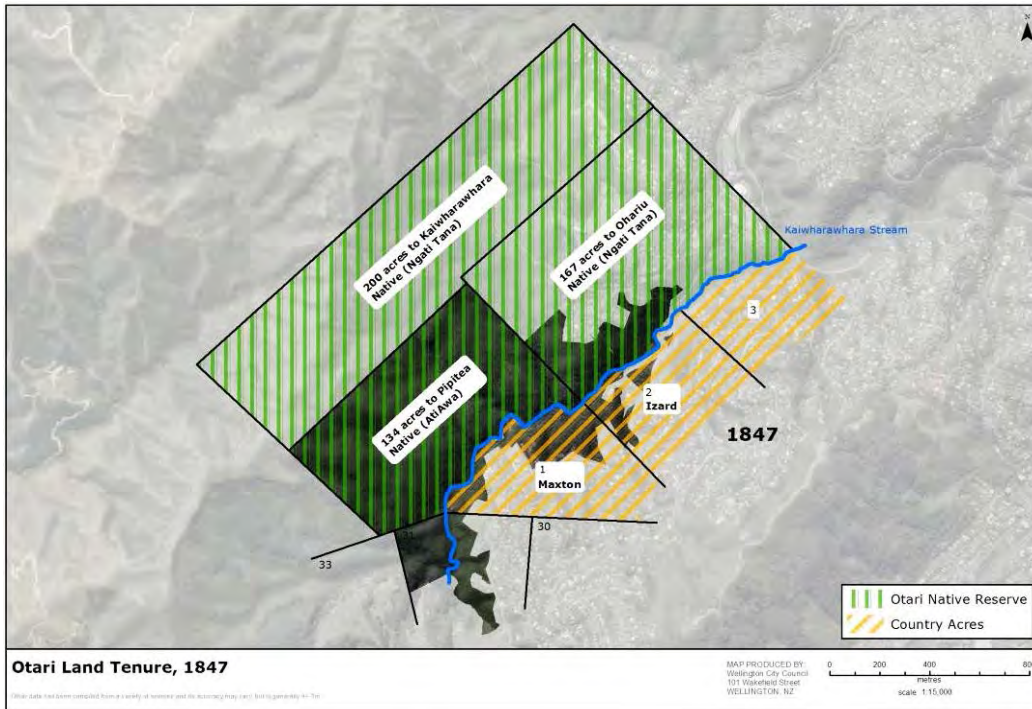 200 acres to Kaiwharawhara
Native (Ngati Tana)
167 acres to Ohariu
Native (Ngati Tana)
Kaiwharawhara Stream
3
134 acres to Pipitea
Native (AtiAwa)
2
Izard
1847
1
Maxton
30
33
Otari Native Reserve
Country Acres
Otari Land Tenure, 1847
MAP PRODUCED BY
Wellington City Council
101 Wakefield Street
WELLINGTON, NZ
0 200 400
metres
scale 1:15,000